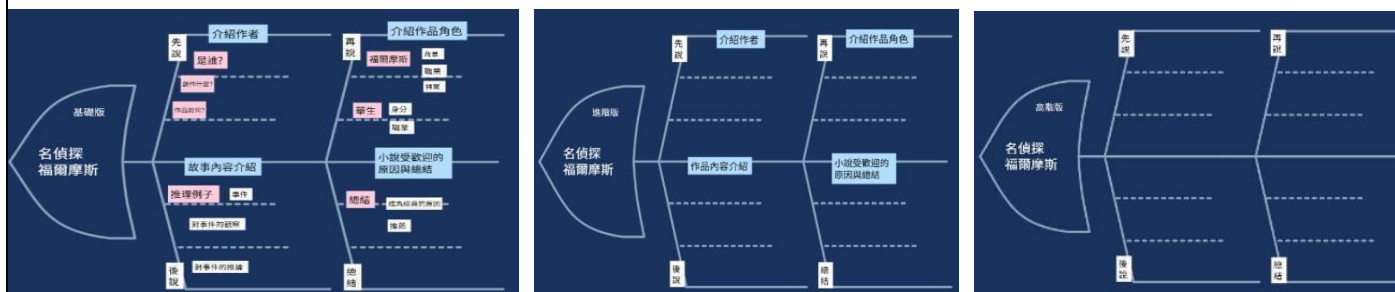 介紹作者
介紹作品角色
先說
再說
是誰?
福爾摩斯
背景
職業
特質
創作什麼?
基礎版
作品如何?
華生
身分
職業
名偵探
福爾摩斯
故事內容介紹
小說受歡迎的
原因與總結
推理例子
事件
總結
成為經典的原因
對事件的觀察
推薦
後說
對事件的推論
總結
先說
介紹作者
再說
介紹作品角色
進階版
名偵探
福爾摩斯
作品內容介紹
小說受歡迎的
原因與總結
後說
總結
先說
再說
高階版
名偵探
福爾摩斯
後說
總結